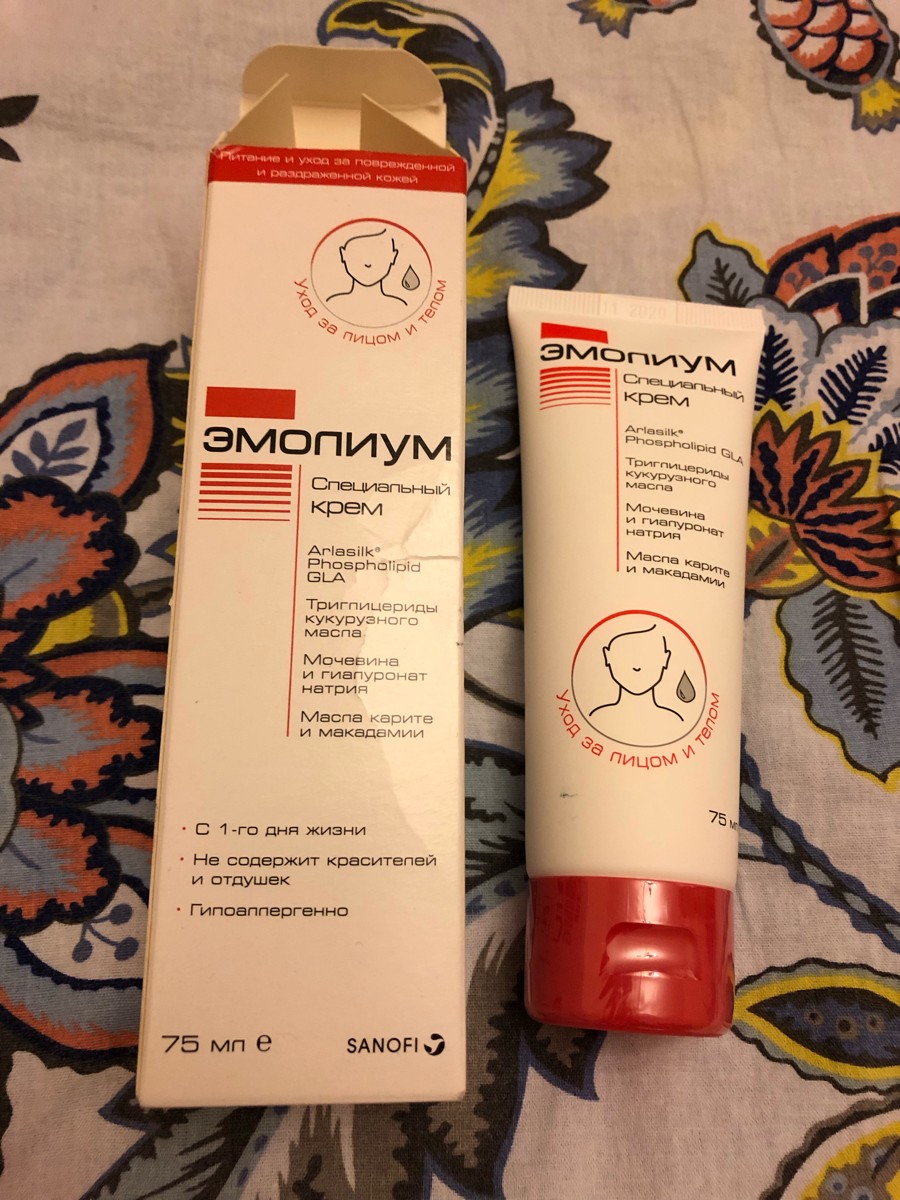 Питание и уход за поврежденной
и раздраженной кожей
Уход за лицом и телом
ЭМОЛИУМ
Специальный
крем
Arlasilk®
Phospholipid
GLA
Триглицериды
кукурузного
масла
Мочевина
и гиалуронат
натрия
Масла карите
и макадамии
• С 1-го дня жизни
• Не содержит красителей
и отдушек
• Гипоаллергенно
75 мл e
SANOFI
2020
ЭМОЛИУМ
Специальный
крем
Arlasilk®
Phospholipid GLA
Триглицериды
кукурузного
масла
Мочевина
и гиалуронат
натрия
Масла карите
и макадамии
Уход за лицом и телом
75 мл